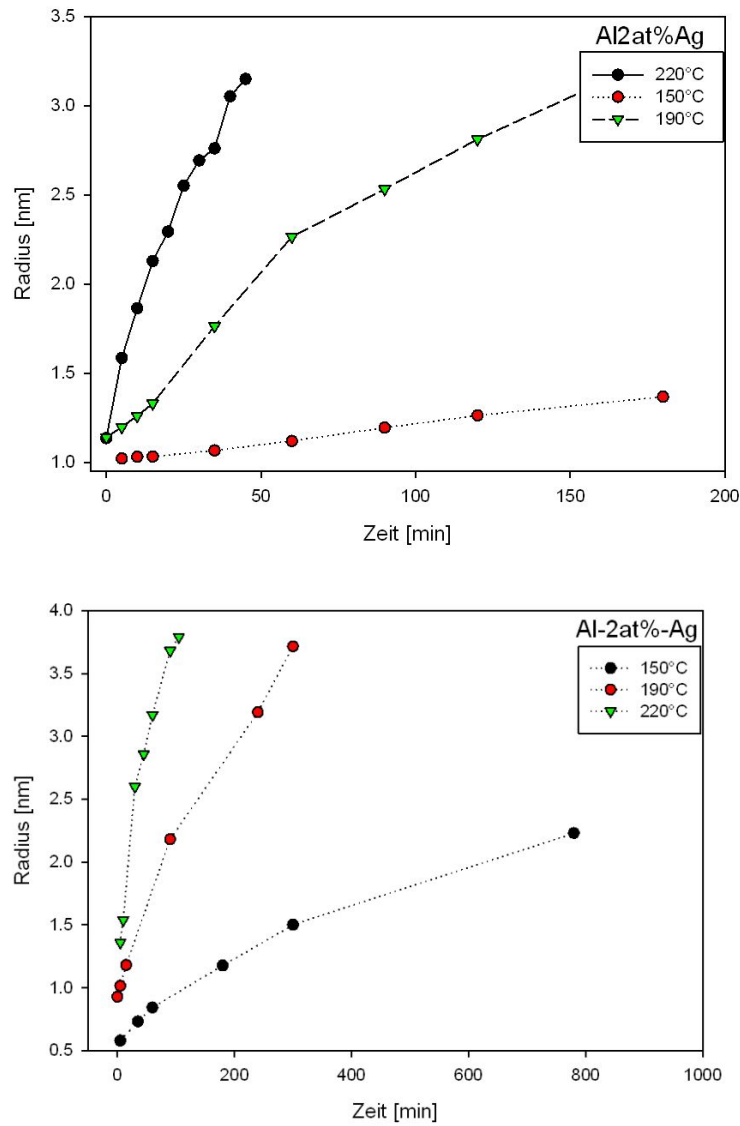 Al2at%Ag
220°C
150°C
190°C
3.5
3.0
2.5
2.0
1.5
1.0
Radius [nm]
0 50 100 150 200
Zeit [min]
Al-2at%-Ag
150°C
190°C
220°C
4.0
3.5
3.0
2.5
2.0
1.5
1.0
0.5
Radius [nm]
0 200 400 600 800 1000
Zeit [min]